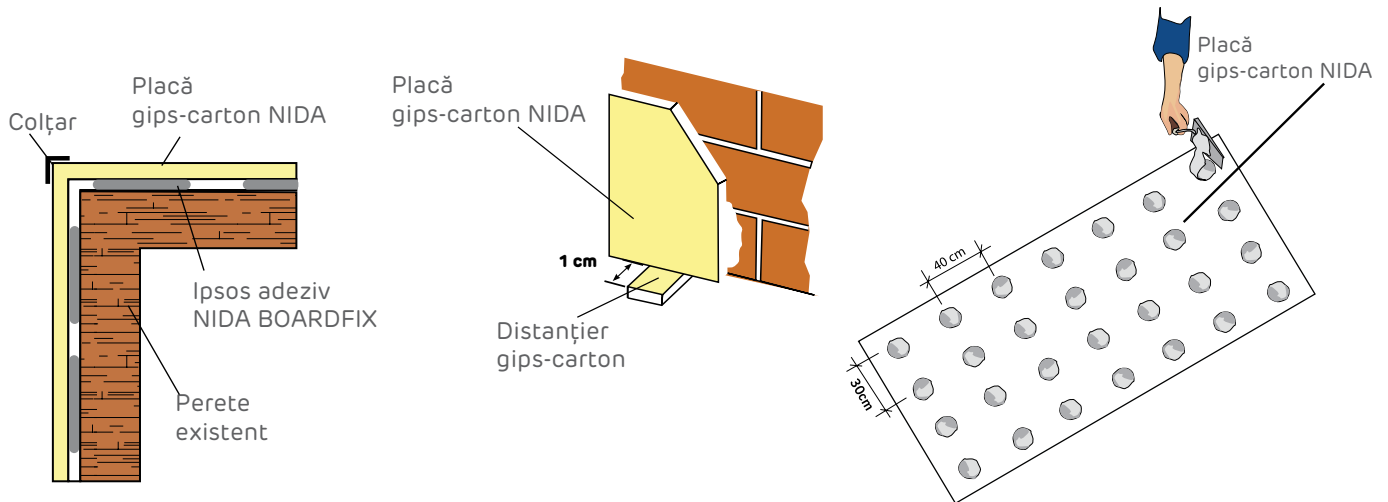 Colțar
Placă
gips-carton NIDA
Ipsos adeziv
NIDA BOARDFIX
Perete
existent
Placă
gips-carton NIDA
1 cm
Distanțier
gips-carton
Placă
gips-carton NIDA
40 cm
30cm